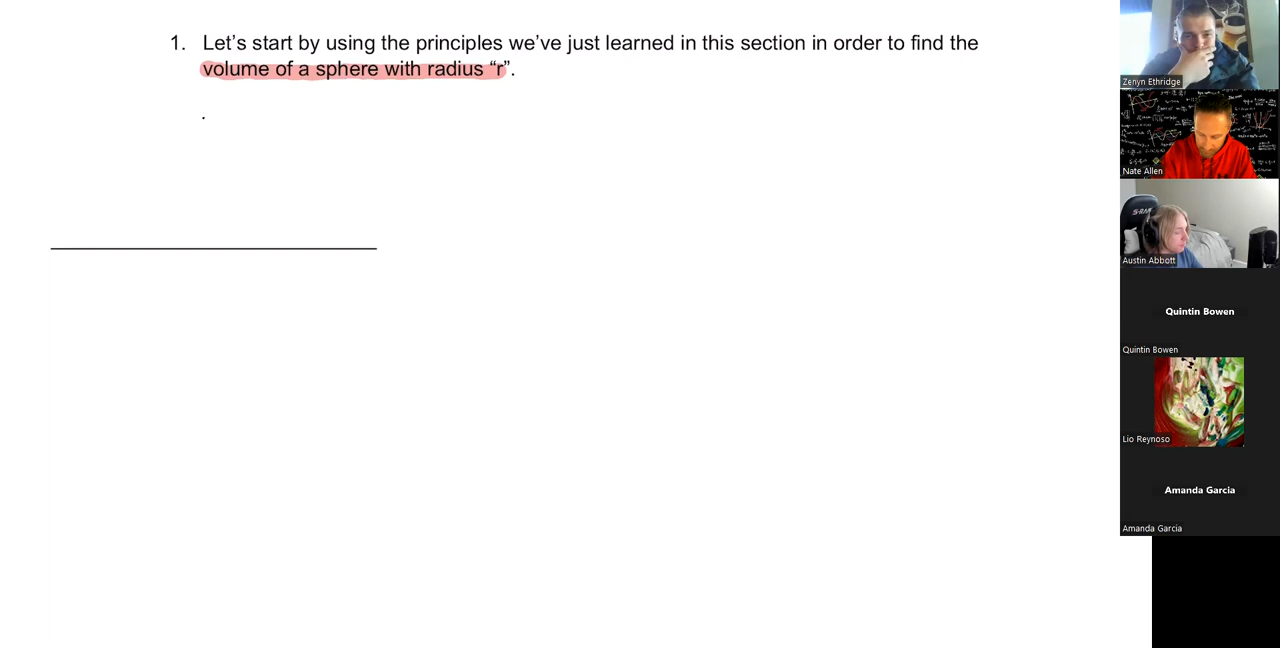 1. Let’s start by using the principles we’ve just learned in this section in order to find the
volume of a sphere with radius “r”.
Zenyn Ethridge
Nate Allen
Austin Abbott
Quintin Bowen
Quintin Bowen
Lio Reynoso
Amanda Garcia
Amanda Garcia